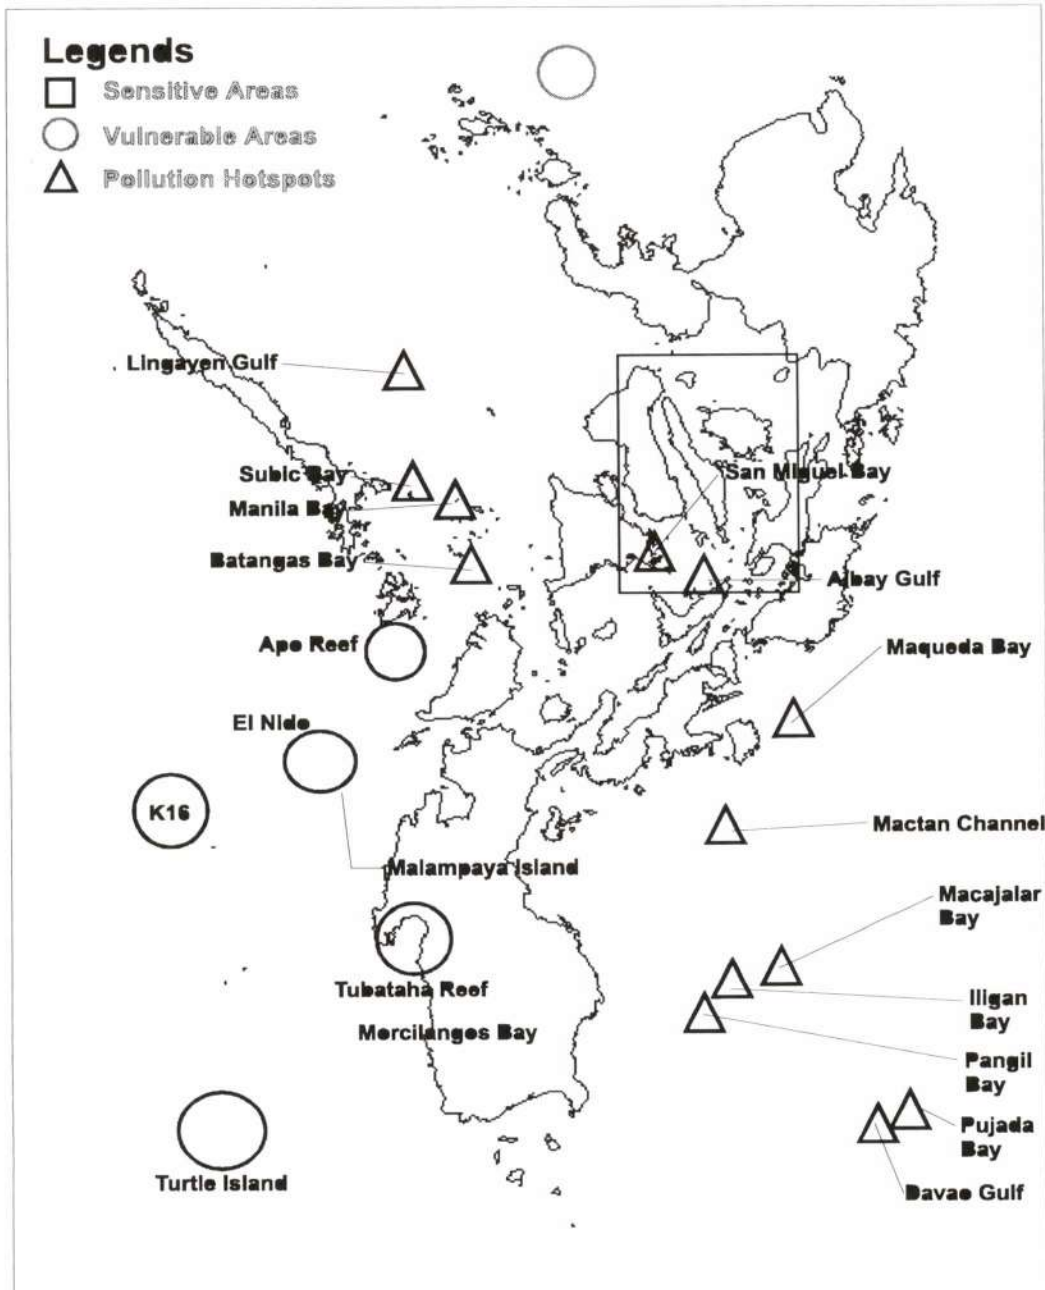 Legends
Sensitive Areas
Vulnerable Areas
Pollution Hotspots
Lingayen Gulf
Subic Bay
San Miguel Bay
Manila Bay
Batangas Bay
Albay Gulf
Apo Reef
Maqueda Bay
El Nido
K16
Mactan Channel
Malampaya Island
Macajalar
Bay
Tubataha Reef
Iligan
Bay
Morcilangos Bay
Pangil
Bay
Pujada
Bay
Turtle Island
Davao Gulf